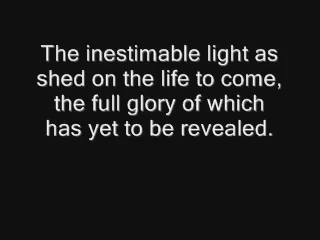 The inestimable light as
shed on the life to come,
the full glory of which
has yet to be revealed.